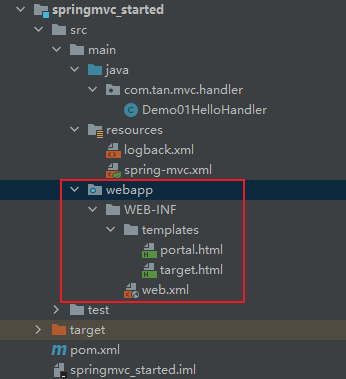 springmvc_started
src
main
java
com.tan.mvc.handler
Demo01HelloHandler
resources
logback.xml
spring-mvc.xml
webapp
WEB-INF
templates
portal.html
target.html
web.xml
test
target
pom.xml
springmvc_started.iml